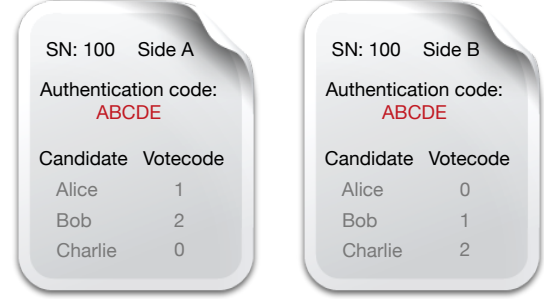 SN: 100 Side A
Authentication code:
ABCDE
Candidate Votecode
Alice 1
Bob 2
Charlie 0
SN: 100 Side B
Authentication code:
ABCDE
Candidate Votecode
Alice 0
Bob 1
Charlie 2